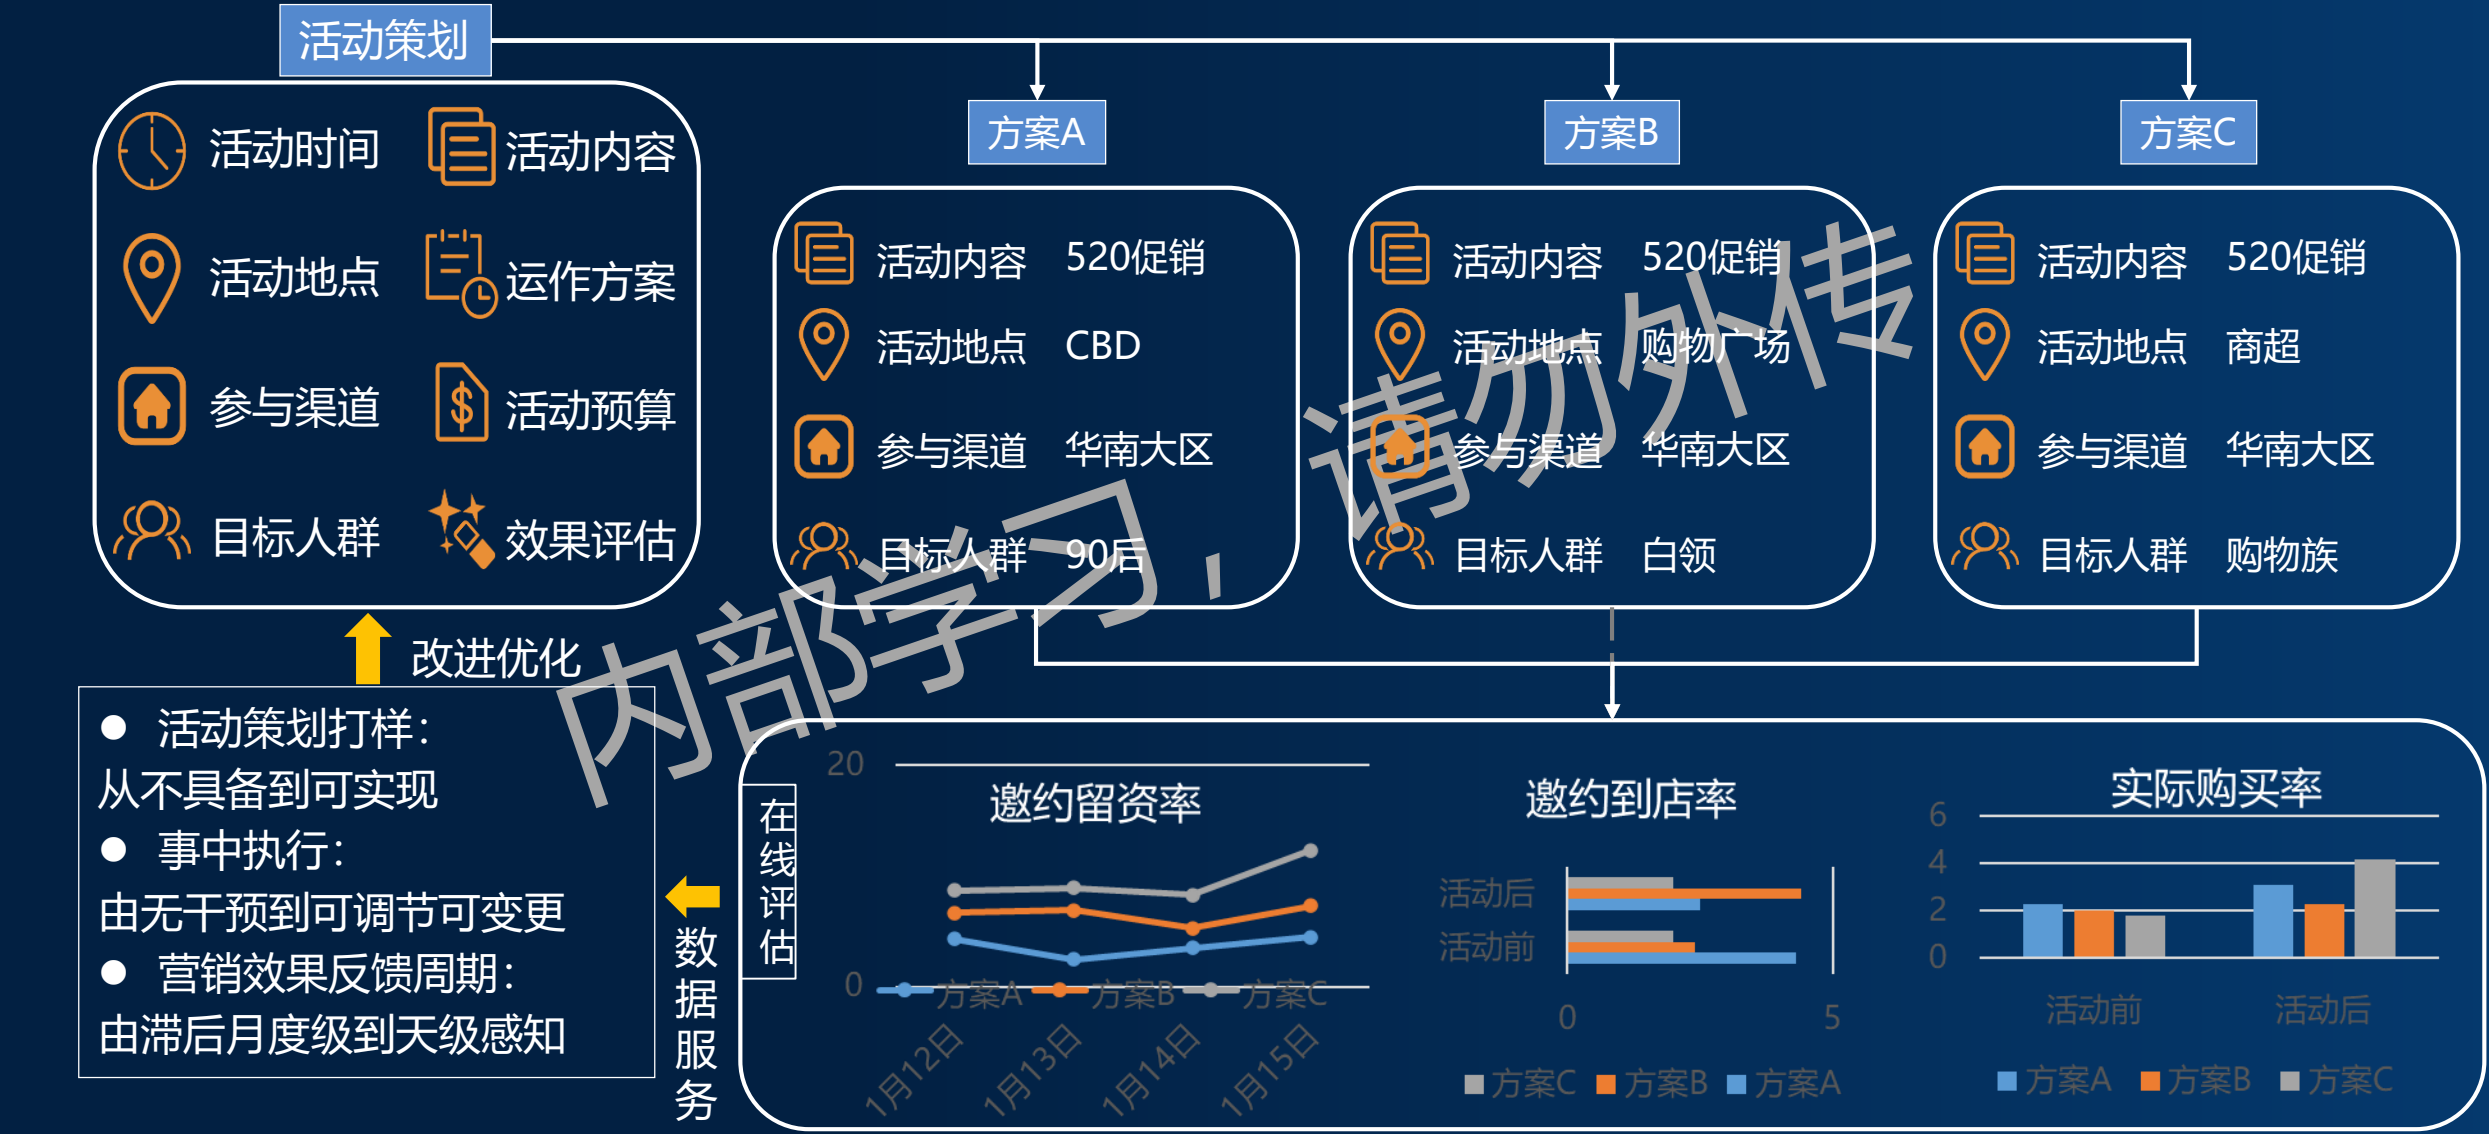 活动策划
活动时间
活动内容
活动地点
运作方案
参与渠道
活动预算
目标人群
效果评估
方案A
活动内容 520促销
活动地点 CBD
参与渠道 华南大区
目标人群 90后
方案B
活动内容 520促销
活动地点 购物广场
参与渠道 华南大区
目标人群 白领
方案C
活动内容 520促销
活动地点 商超
参与渠道 华南大区
目标人群 购物族
内部学习，请勿外传
改进优化
● 活动策划打样：
从不具备到可实现
● 事中执行：
由无干预到可调节可变更
● 营销效果反馈周期：
由滞后月度级到天级感知
数据服务
在线评估
邀约留资率
20
0
方案A 方案B 方案C
1月12日 1月13日 1月14日 1月15日
邀约到店率
活动后
活动前
0 5
方案C 方案B 方案A
实际购买率
6
4
2
0
活动前 活动后
方案A 方案B 方案C